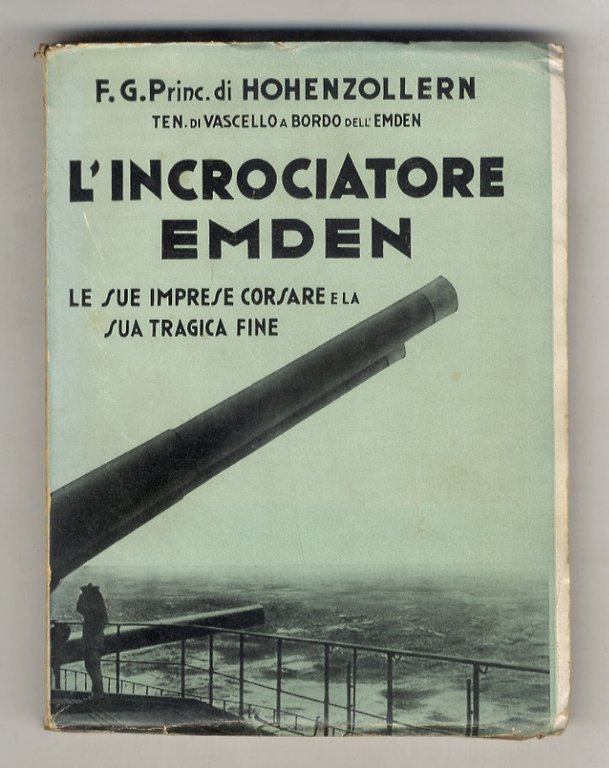 F. G. Princ. di HOHENZOLLERN
TEN. DI VASCELLO A BORDO DELL'EMDEN
L'INCROCIATORE
EMDEN
LE SUE IMPRESE CORSARE E LA
SUA TRAGICA FINE